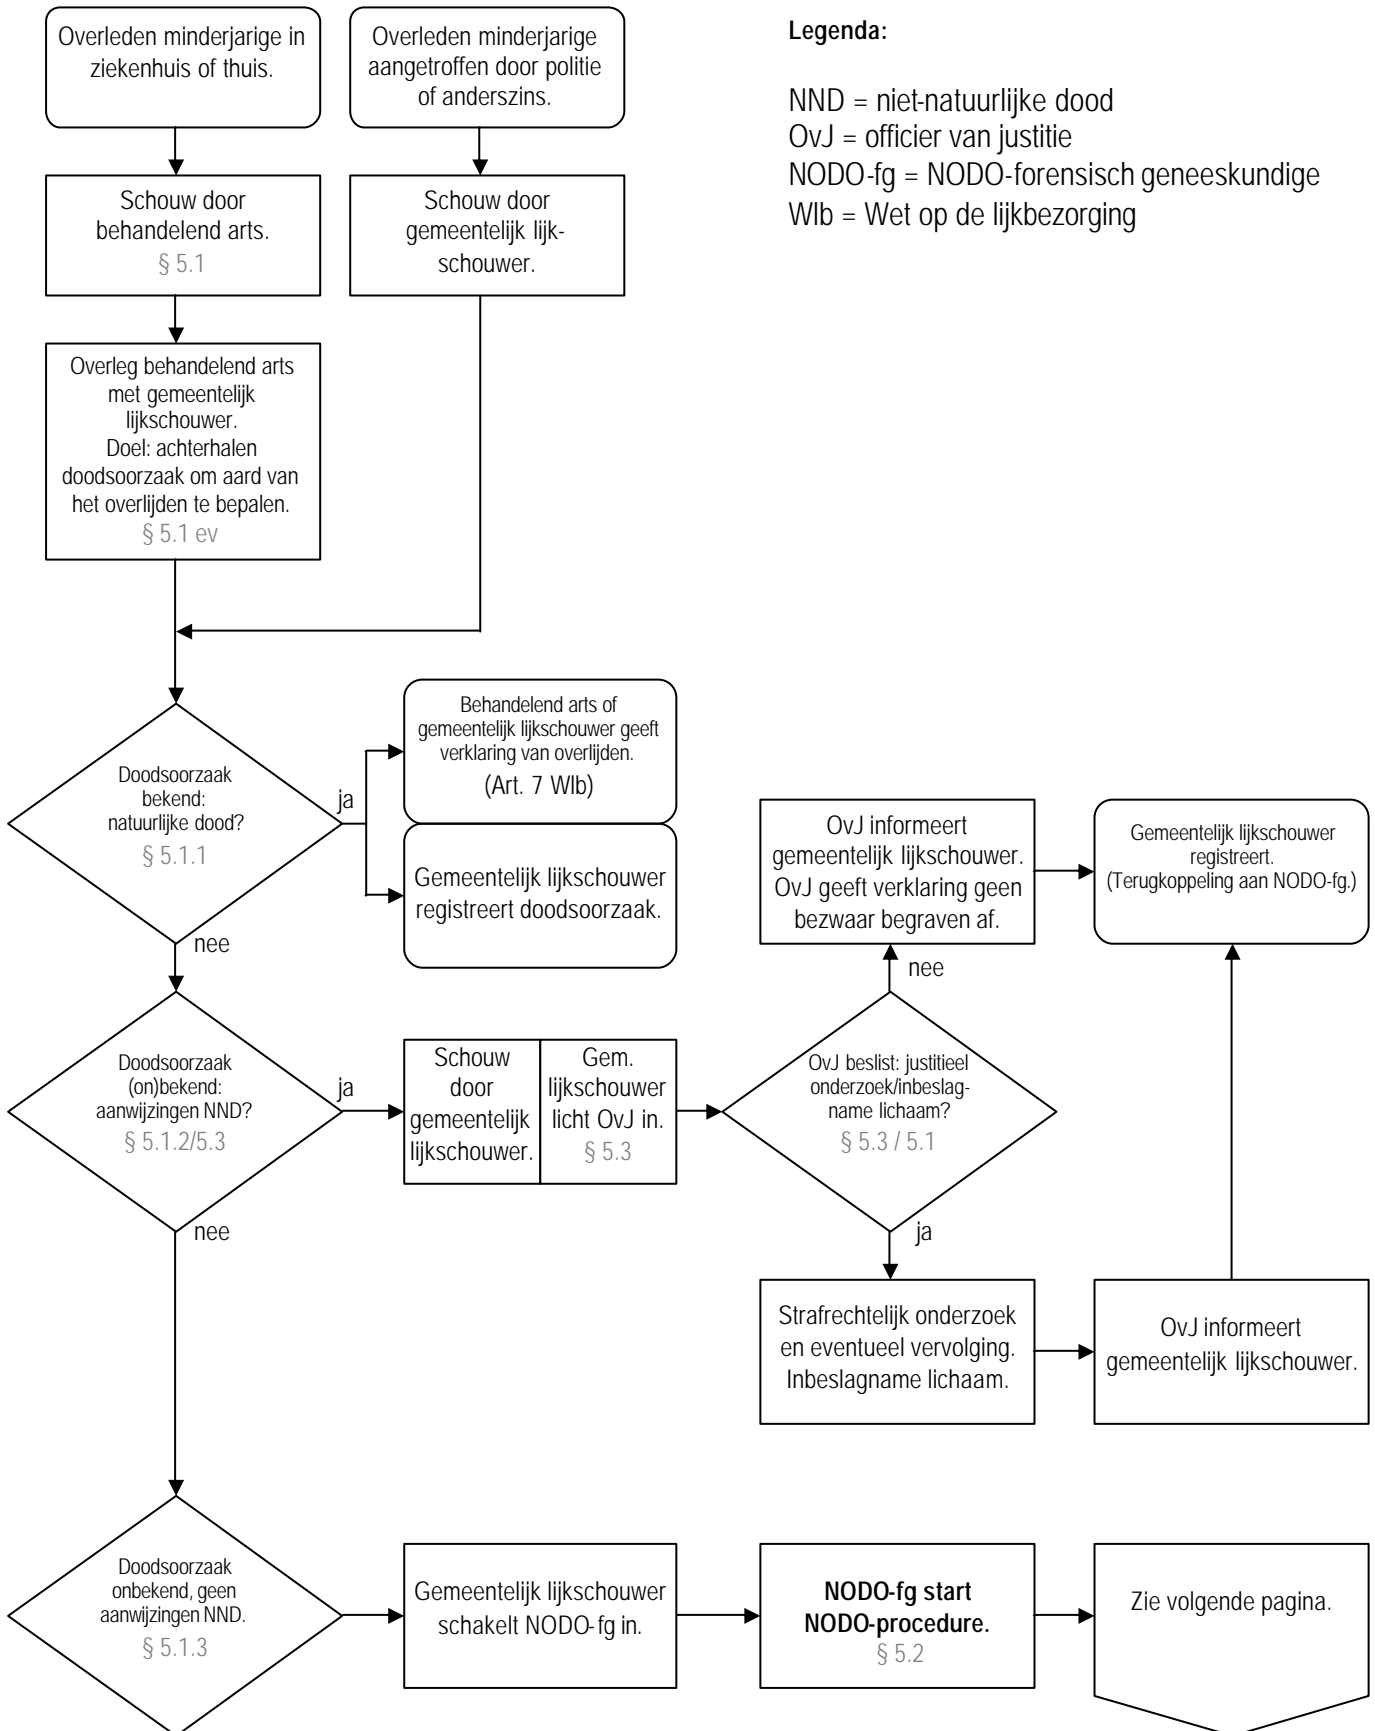 Overleden minderjarige in
ziekenhuis of thuis.
Overleden minderjarige
aangetroffen door politie
of anderszins.
Legenda:
NND = niet-natuurlijke dood
OvJ = officier van justitie
NODO-fg = NODO-forensisch geneeskundige
Wlb = Wet op de lijkbezorging
Schouw door
behandelend arts.
§ 5.1
Schouw door
gemeentelijk lijk-
schouwer.
Overleg behandelend arts
met gemeentelijk
lijkschouwer.
Doel: achterhalen
doodsoorzaak om aard van
het overlijden te bepalen.
§ 5.1 ev
Doodsoorzaak
bekend:
natuurlijke dood?
§ 5.1.1
ja
nee
Behandelend arts of
gemeentelijk lijkschouwer geeft
verklaring van overlijden.
(Art. 7 Wlb)
Gemeentelijk lijkschouwer
registreert doodsoorzaak.
OvJ informeert
gemeentelijk lijkschouwer.
OvJ geeft verklaring geen
bezwaar begraven af.
Gemeentelijk lijkschouwer
registreert.
(Terugkoppeling aan NODO-fg.)
nee
Doodsoorzaak
(on)bekend:
aanwijzingen NND?
§ 5.1.2/5.3
ja
nee
Schouw
door
gemeentelijk
lijkschouwer.
Gem.
lijkschouwer
licht OvJ in.
§ 5.3
OvJ beslist: justitieel
onderzoek/inbeslag-
name lichaam?
§ 5.3 / 5.1
ja
Strafrechtelijk onderzoek
en eventueel vervolging.
Inbeslagname lichaam.
OvJ informeert
gemeentelijk lijkschouwer.
Doodsoorzaak
onbekend, geen
aanwijzingen NND.
§ 5.1.3
Gemeentelijk lijkschouwer
schakelt NODO-fg in.
NODO-fg start
NODO-procedure.
§ 5.2
Zie volgende pagina.